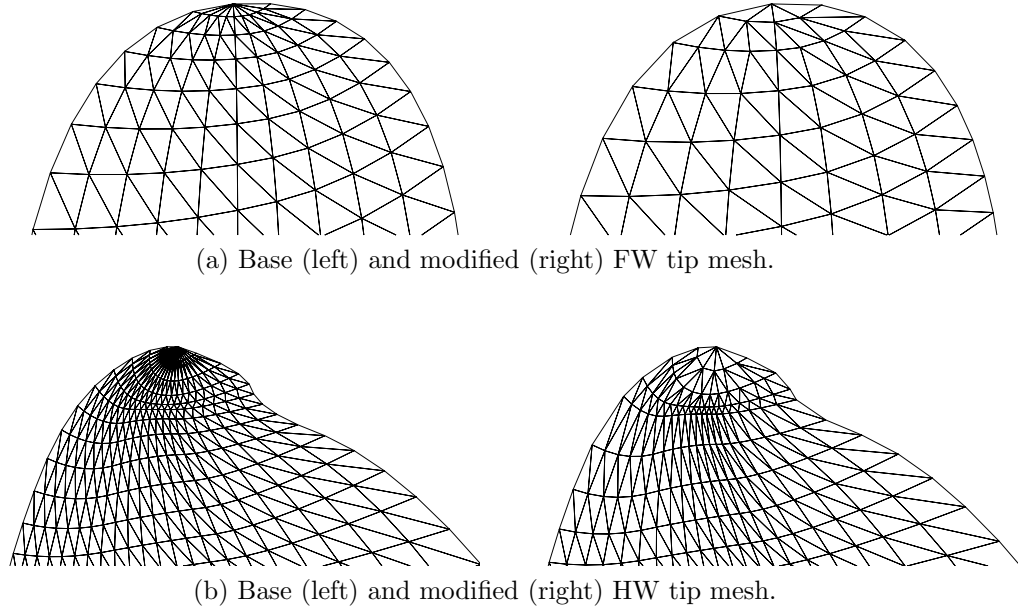 (a) Base (left) and modified (right) FW tip mesh.
(b) Base (left) and modified (right) HW tip mesh.